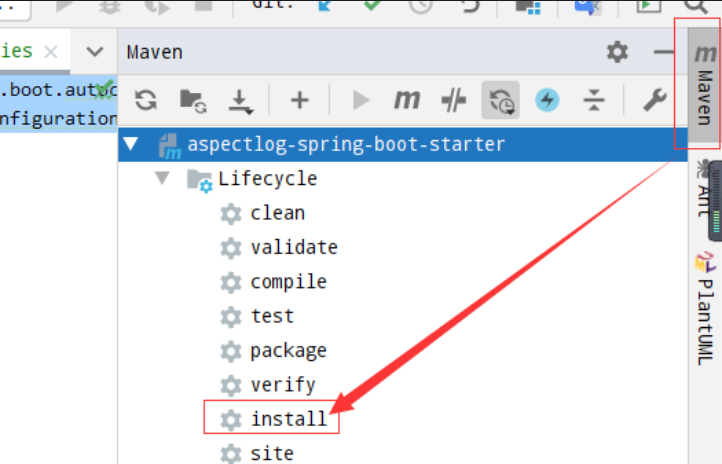 Git:
ies
Maven
.boot.autoc
nfiguration
aspectlog-spring-boot-starter
Lifecycle
clean
validate
compile
test
package
verify
install
site
Maven
Ant
PlantUML